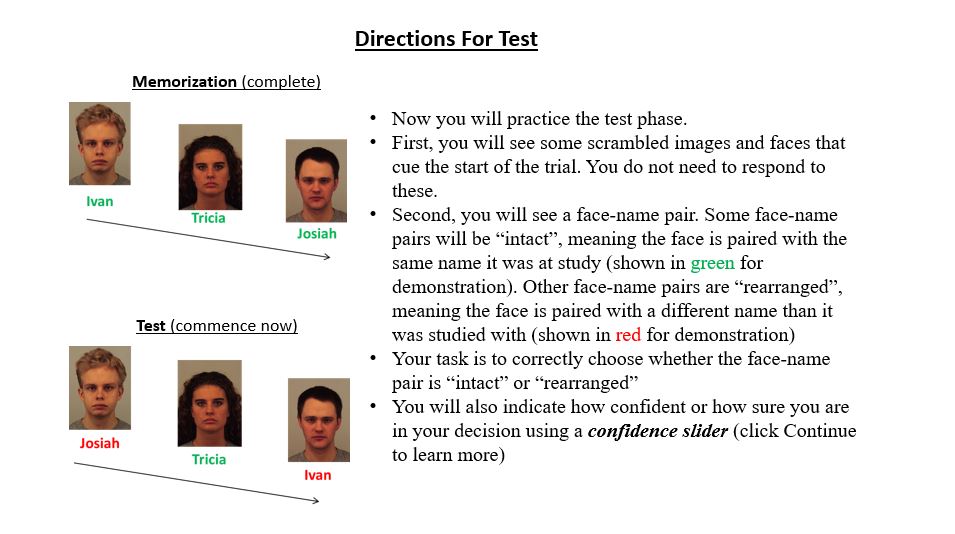 Directions For Test
Memorization (complete)
Ivan
Tricia
Josiah
Test (commence now)
Josiah
Tricia
Ivan
• Now you will practice the test phase.
• First, you will see some scrambled images and faces that
cue the start of the trial. You do not need to respond to
these.
• Second, you will see a face-name pair. Some face-name
pairs will be “intact”, meaning the face is paired with the
same name it was at study (shown in green for
demonstration). Other face-name pairs are “rearranged”,
meaning the face is paired with a different name than it
was studied with (shown in red for demonstration)
• Your task is to correctly choose whether the face-name
pair is “intact” or “rearranged”
• You will also indicate how confident or how sure you are
in your decision using a confidence slider (click Continue
to learn more)